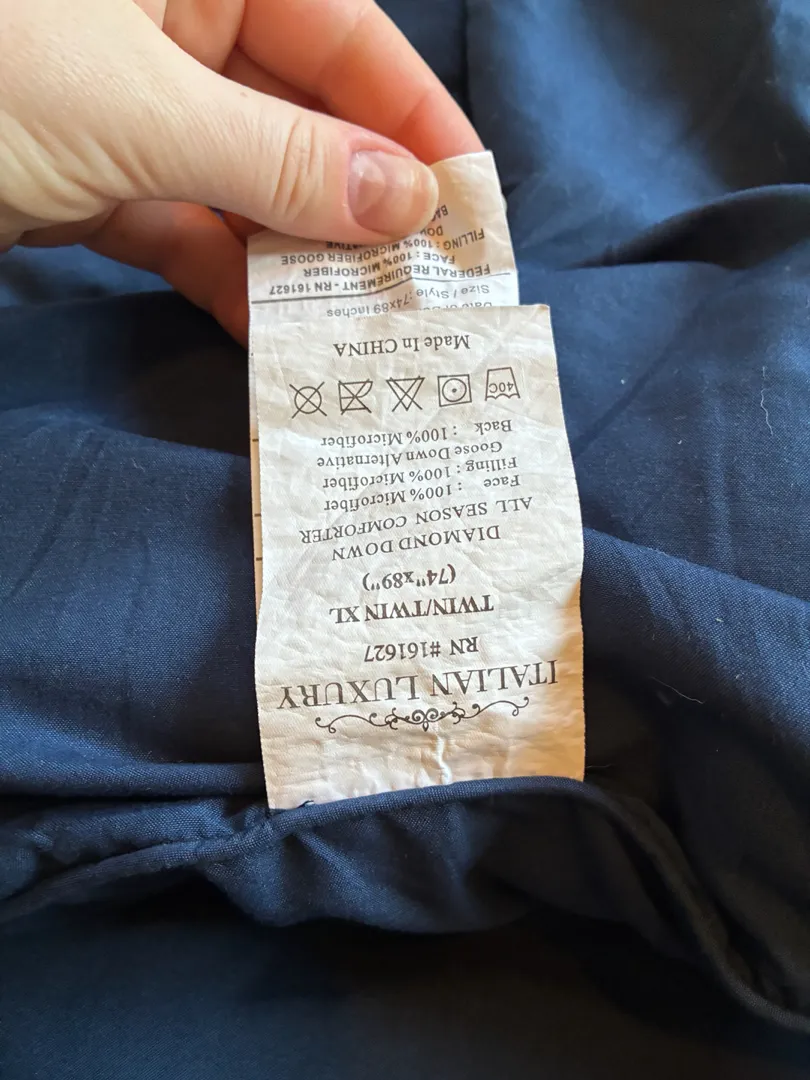 ITALIAN LUXURY
RN #161627
TWIN/TWIN XL
(74"x89")
DIAMOND DOWN
ALL SEASON COMFORTER
Face : 100% Microfiber
Filling : 100% Microfiber
Goose Down Alternative
Back : 100% Microfiber
40C
Made In CHINA
Size / Style :74x89 Inches
FEDERAL REQUIREMENT - RN 161627
FACE : 100% MICROFIBER
FILLING : 100% MICROFIBER GOOSE